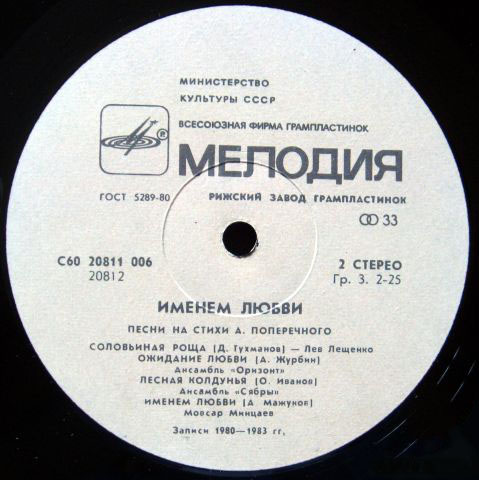 МИНИСТЕРСТВО
КУЛЬТУРЫ СССР
ВСЕСОЮЗНАЯ ФИРМА ГРАМПЛАСТИНОК
МЕЛОДИЯ
ГОСТ 5289-80
РИЖСКИЙ ЗАВОД ГРАМПЛАСТИНОК
33
С60 20811 006
20812
2 СТЕРЕО
Гр. 3. 2-25
ИМЕНЕМ ЛЮБВИ
ПЕСНИ НА СТИХИ А. ПОПЕРЕЧНОГО
СОЛОВЬИНАЯ РОЩА (Д. Тухманов) — Лев Лещенко
ОЖИДАНИЕ ЛЮБВИ (А. Журбин)
Ансамбль «Оризонт»
ЛЕСНАЯ КОЛДУНЬЯ (О. Иванов)
Ансамбль «Сябры»
ИМЕНЕМ ЛЮБВИ (А. Мажуков)
Мовсар Минцаев
Записи 1980—1983 гг.